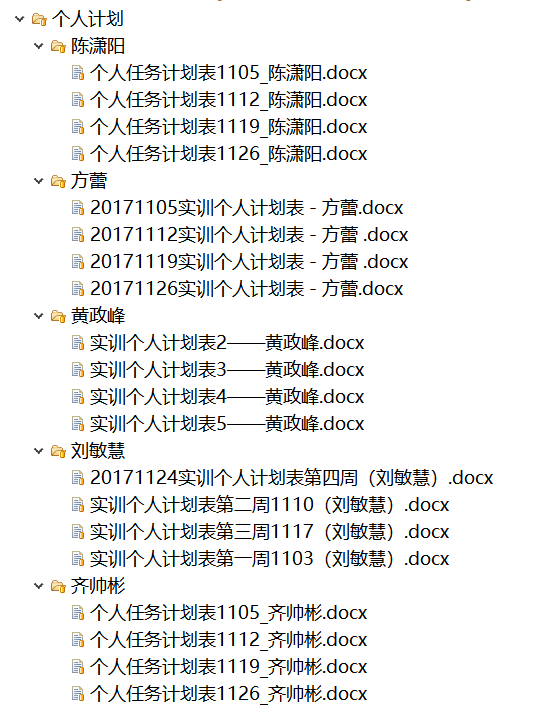 个人计划
陈潇阳
个人任务计划表1105_陈潇阳.docx
个人任务计划表1112_陈潇阳.docx
个人任务计划表1119_陈潇阳.docx
个人任务计划表1126_陈潇阳.docx
方蕾
20171105实训个人计划表 - 方蕾.docx
20171112实训个人计划表 - 方蕾 .docx
20171119实训个人计划表 - 方蕾 .docx
20171126实训个人计划表 - 方蕾.docx
黄政峰
实训个人计划表2——黄政峰.docx
实训个人计划表3——黄政峰.docx
实训个人计划表4——黄政峰.docx
实训个人计划表5——黄政峰.docx
刘敏慧
20171124实训个人计划表第四周（刘敏慧）.docx
实训个人计划表第二周1110（刘敏慧）.docx
实训个人计划表第三周1117（刘敏慧）.docx
实训个人计划表第一周1103（刘敏慧）.docx
齐帅彬
个人任务计划表1105_齐帅彬.docx
个人任务计划表1112_齐帅彬.docx
个人任务计划表1119_齐帅彬.docx
个人任务计划表1126_齐帅彬.docx